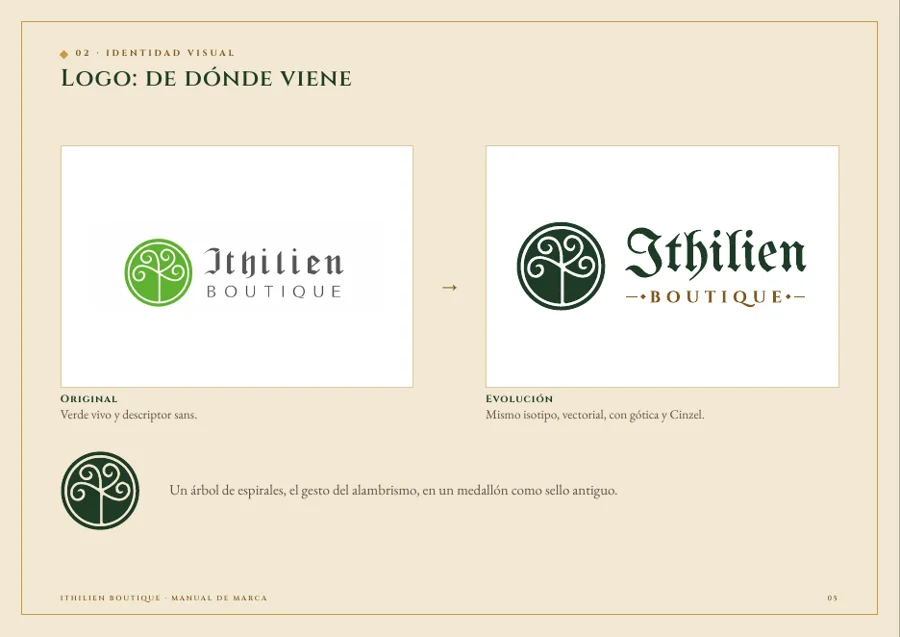 02 · IDENTIDAD VISUAL
LOGO: DE DÓNDE VIENE
Ithilien
BOUTIQUE
→
Ithilien
BOUTIQUE
ORIGINAL
Verde vivo y descriptor sans.
EVOLUCIÓN
Mismo isotipo, vectorial, con gótica y Cinzel.
Un árbol de espirales, el gesto del alambrismo, en un medallón como sello antiguo.
ITHILIEN BOUTIQUE · MANUAL DE MARCA
05